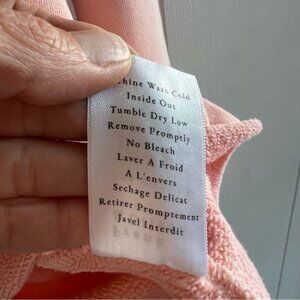 chine Wash Cold
Inside Out
Tumble Dry Low
Remove Promptly
No Bleach
Laver A Froid
A L'envers
Sechage Delicat
Retirer Promptement
Javel Interdit